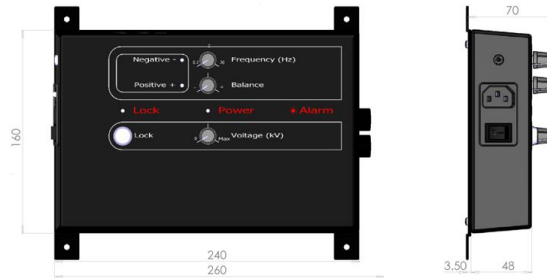 70
Negative -
Frequency (Hz)
Positive +
Balance
Lock
Power
Alarm
160
Lock
Max
Voltage (kV)
240
260
3.50
48